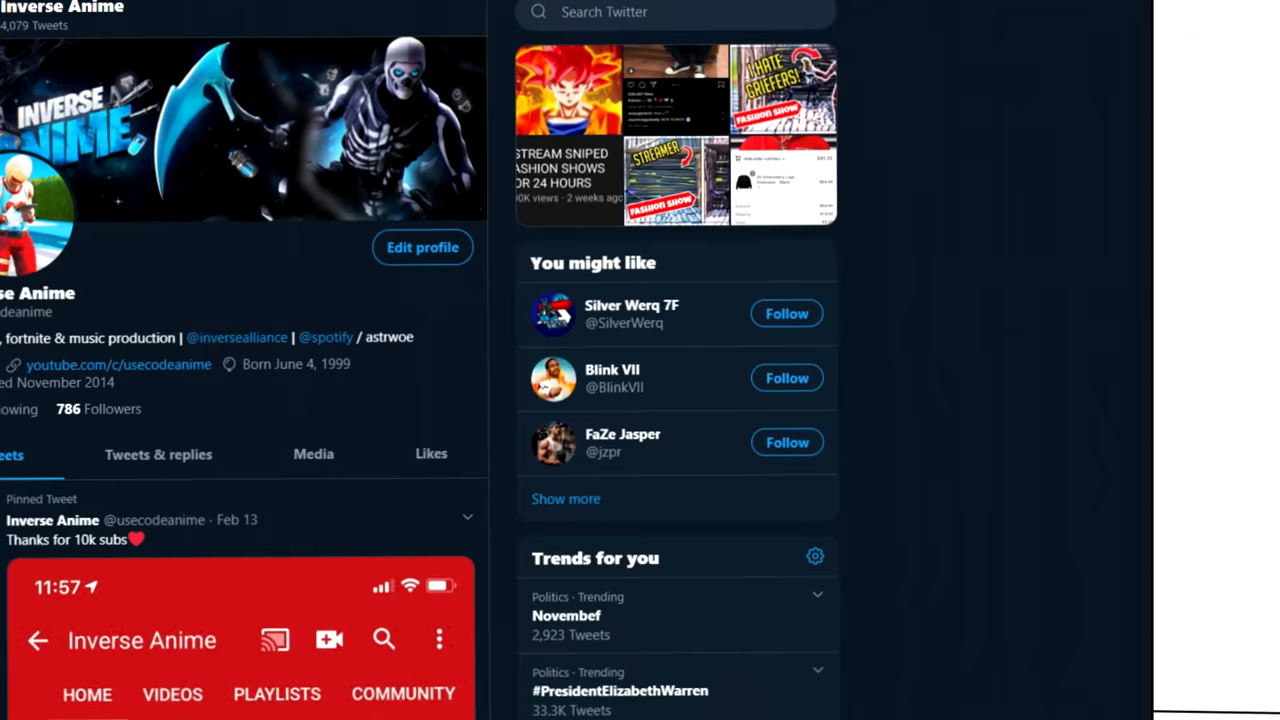 Inverse Anime
4,079 Tweets
INVERSE
Edit profile
se Anime
deanime
, fortnite & music production | @inversealliance | @spotify / astrwoe
youtube.com/c/usecodeanime Born June 4, 1999
ed November 2014
lowing 786 Followers
eets Tweets & replies Media Likes
Pinned Tweet
Inverse Anime @usecodeanime · Feb 13
Thanks for 10k subs❤
11:57
Inverse Anime
HOME VIDEOS PLAYLISTS COMMUNITY
Search Twitter
I HATE
GRIEFERS!
FASHION SHOW
STREAM SNIPED
ASHION SHOWS
OR 24 HOURS
0K views · 2 weeks ago
STREAMER
FASHION SHOW
You might like
Silver Werq 7F
@SilverWerq
Follow
Blink VII
@BlinkVII
Follow
FaZe Jasper
@jzpr
Follow
Show more
Trends for you
Politics · Trending
Novembef
2,923 Tweets
Politics · Trending
#PresidentElizabethWarren
33.3K Tweets